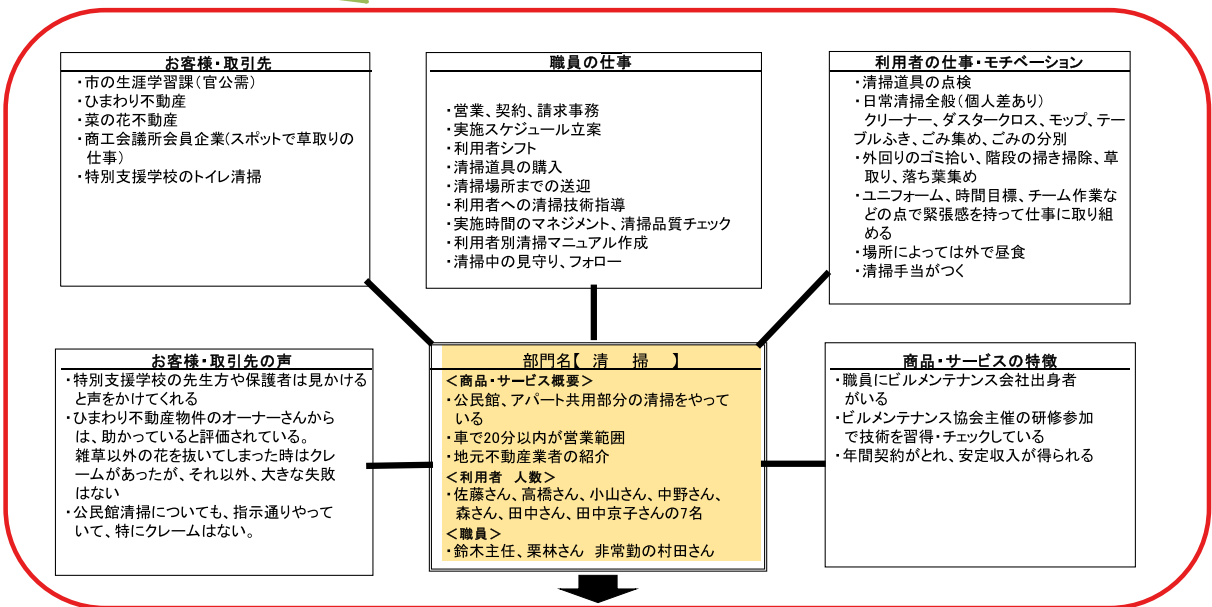 お客様・取引先
・市の生涯学習課(官公需)
・ひまわり不動産
・菜の花不動産
・商工会議所会員企業(スポットで草取りの
仕事)
・特別支援学校のトイレ清掃
職員の仕事
・営業、契約、請求事務
・実施スケジュール立案
・利用者シフト
・清掃道具の購入
・清掃場所までの送迎
・利用者への清掃技術指導
・実施時間のマネジメント、清掃品質チェック
・利用者別清掃マニュアル作成
・清掃中の見守り、フォロー
利用者の仕事・モチベーション
・清掃道具の点検
・日常清掃全般(個人差あり)
クリーナー、ダスタークロス、モップ、テー
ブルふき、ごみ集め、ごみの分別
・外回りのゴミ拾い、階段の掃き掃除、草
取り、落ち葉集め
・ユニフォーム、時間目標、チーム作業な
どの点で緊張感を持って仕事に取り組
める
・場所によっては外で昼食
・清掃手当がつく
お客様・取引先の声
・特別支援学校の先生方や保護者は見かける
と声をかけてくれる
・ひまわり不動産物件のオーナーさんから
は、助かっていると評価されている。
雑草以外の花を抜いてしまった時はクレ
ームがあったが、それ以外、大きな失敗
はない
・公民館清掃についても、指示通りやって
いて、特にクレームはない。
部門名【 清 掃 】
<商品・サービス概要>
・公民館、アパート共用部分の清掃をやって
いる
・車で20分以内が営業範囲
・地元不動産業者の紹介
<利用者 人数>
・佐藤さん、高橋さん、小山さん、中野さん、
森さん、田中さん、田中京子さんの7名
<職員>
・鈴木主任、栗林さん 非常勤の村田さん
商品・サービスの特徴
・職員にビルメンテナンス会社出身者
がいる
・ビルメンテナンス協会主催の研修参加
で技術を習得・チェックしている
・年間契約がとれ、安定収入が得られる